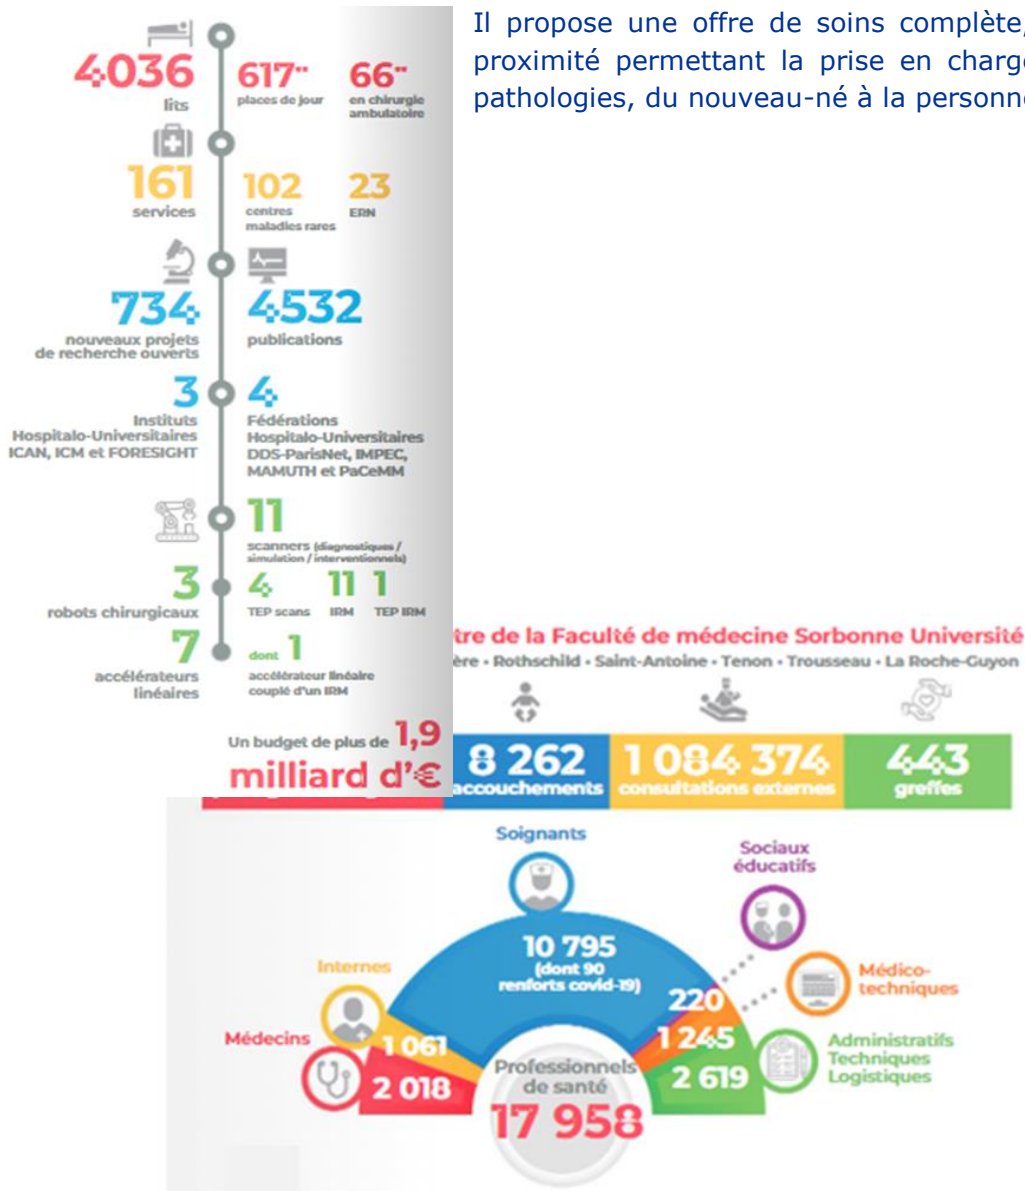 Il propose une offre de soins complète,
proximité permettant la prise en charge
pathologies, du nouveau-né à la personne
4036
lits
617**
places de jour
66**
en chirurgie
ambulatoire
161
services
102
centres
maladies rares
23
ERN
734
nouveaux projets
de recherche ouverts
4532
publications
3
Instituts
Hospitalo-Universitaires
ICAN, ICM et FORESIGHT
4
Fédérations
Hospitalo-Universitaires
DDS-ParisNet, IMPEC,
MAMUTH et PaCeMM
11
scanners (diagnostiques /
simulation / interventionnels)
3
robots chirurgicaux
4
TEP scans
11
IRM
1
TEP IRM
7
accélérateurs
linéaires
dont 1
accélérateur linéaire
couplé d'un IRM
Un budget de plus de 1,9
milliard d'€
tre de la Faculté de médecine Sorbonne Université
ère • Rothschild • Saint-Antoine • Tenon • Trousseau • La Roche-Guyon
8 262
accouchements
1 084 374
consultations externes
443
greffes
Soignants
10 795
(dont 90
renforts covid-19)
Sociaux
éducatifs
220
Internes
1 061
Médico-
techniques
1 245
Médecins
2 018
Administratifs
Techniques
Logistiques
2 619
Professionnels
de santé
17 958